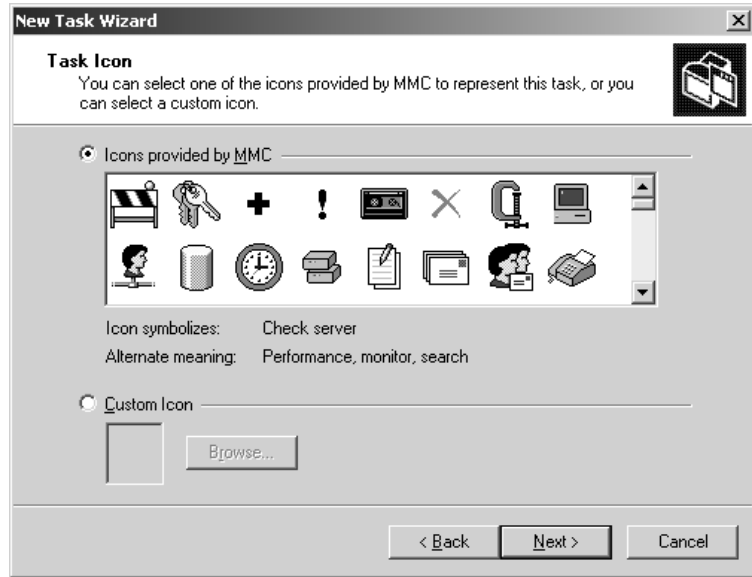 New Task Wizard
Task Icon
You can select one of the icons provided by MMC to represent this task, or you
can select a custom icon.
Icons provided by MMC
Icon symbolizes: Check server
Alternate meaning: Performance, monitor, search
Custom Icon
Browse...
< Back Next > Cancel